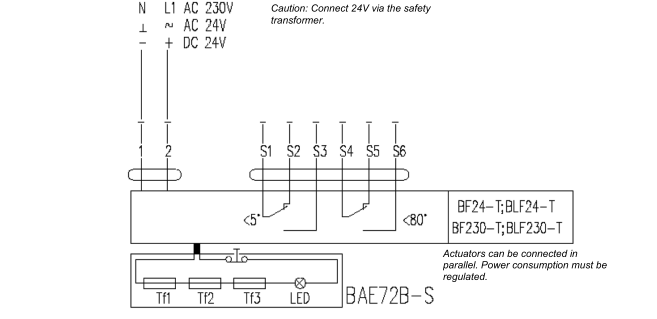 N L1 AC 230V
Caution: Connect 24V via the safety
transformer.
⊥ ~ AC 24V
− + DC 24V
1 2 S1 S2 S3 S4 S5 S6
<5° <80°
BF24-T;BLF24-T
BF230-T;BLF230-T
Actuators can be connected in
parallel. Power consumption must be
regulated.
Tf1 Tf2 Tf3 LED
BAE72B-S